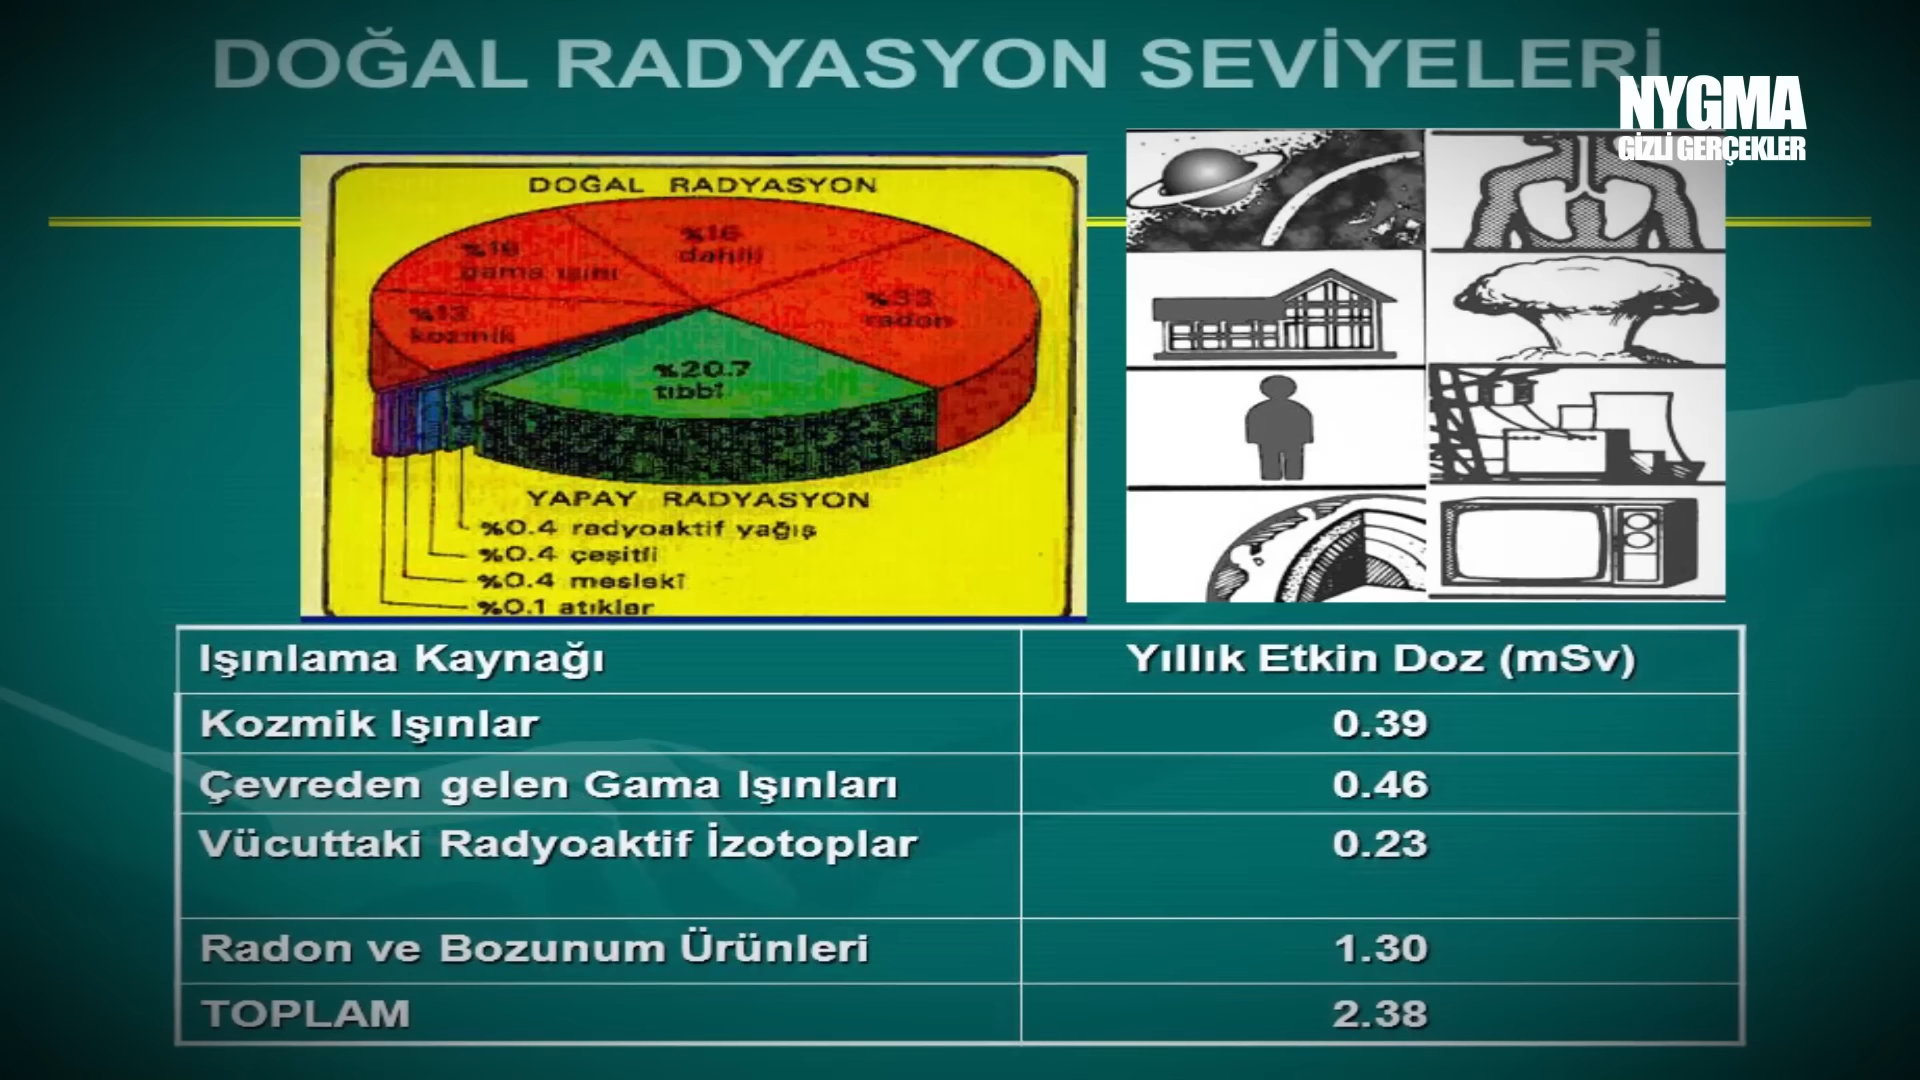 DOĞAL RADYASYON SEVİYELERİ
NYGMA
GİZLİ GERÇEKLER
DOĞAL RADYASYON
%16
dahili
%16
gama ışını
%33
radon
%13
kozmik
%20.7
tıbbî
YAPAY RADYASYON
%0.4 radyoaktif yağış
%0.4 çeşitli
%0.4 meslekî
%0.1 atıklar
Işınlama Kaynağı Yıllık Etkin Doz (mSv)
Kozmik Işınlar 0.39
Çevreden gelen Gama Işınları 0.46
Vücuttaki Radyoaktif İzotoplar 0.23
Radon ve Bozunum Ürünleri 1.30
TOPLAM 2.38